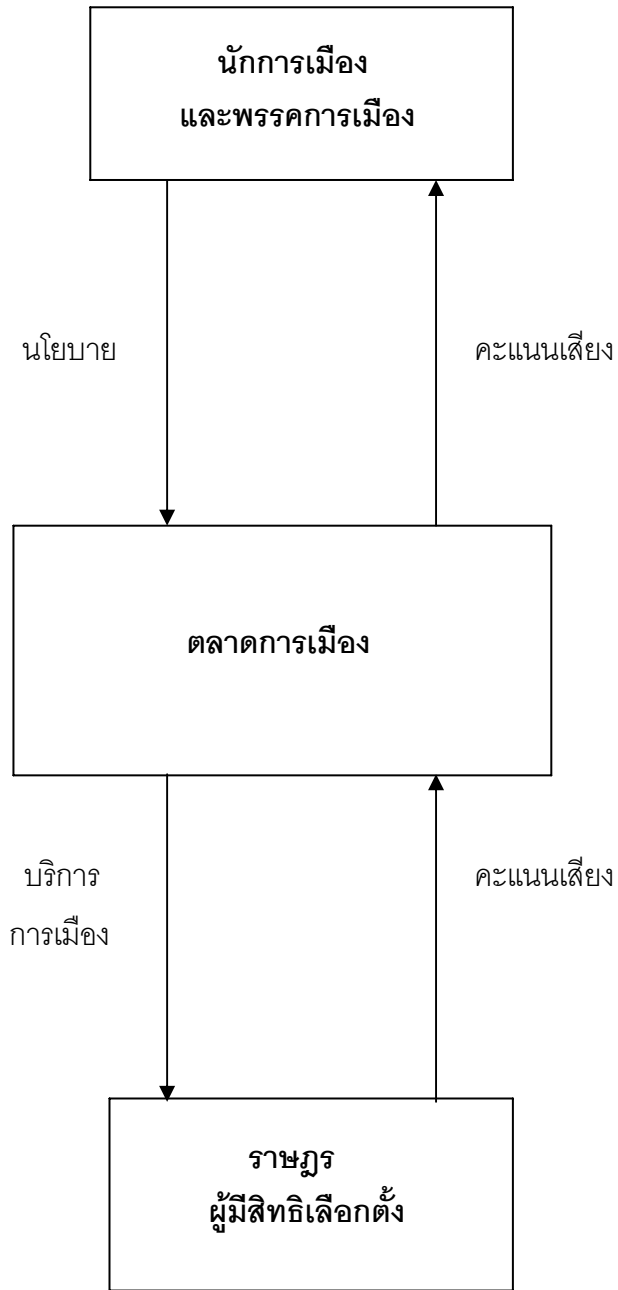 นักการเมือง
และพรรคการเมือง
นโยบาย
คะแนนเสียง
ตลาดการเมือง
บริการ
การเมือง
คะแนนเสียง
ราษฎร
ผู้มีสิทธิเลือกตั้ง